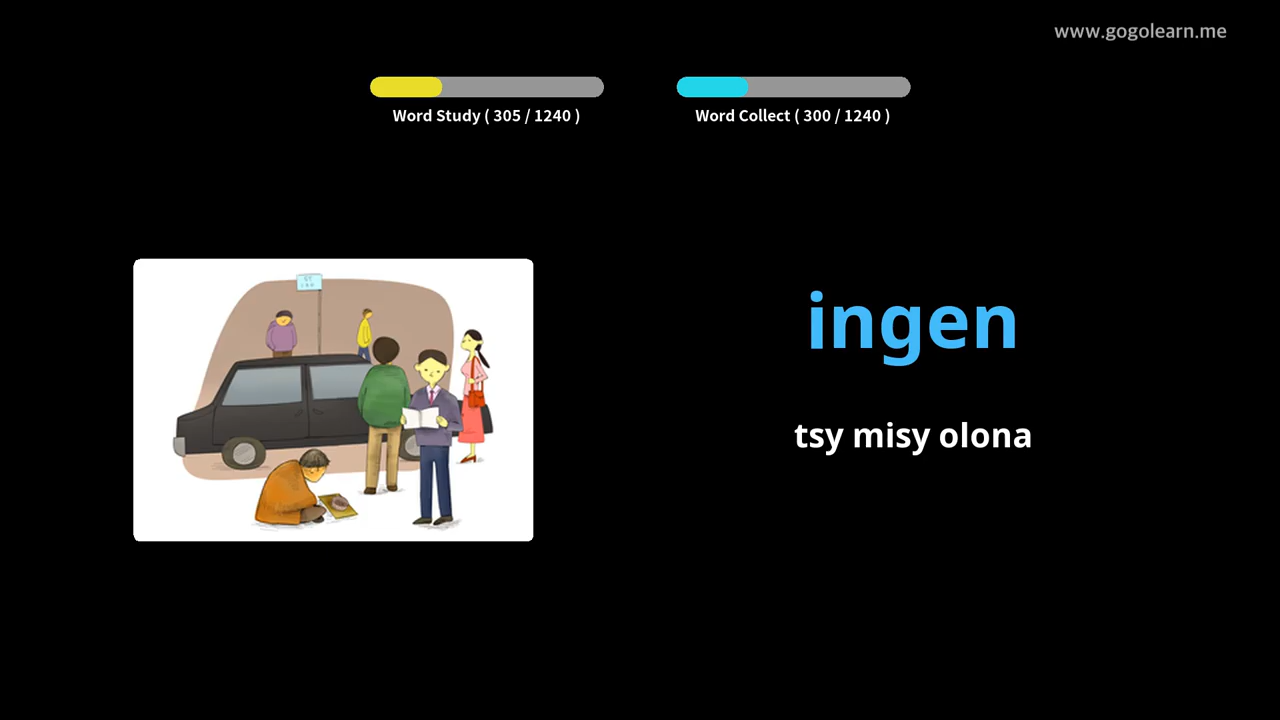 www.gogolearn.me
Word Study ( 305 / 1240 )
Word Collect ( 300 / 1240 )
ingen
tsy misy olona